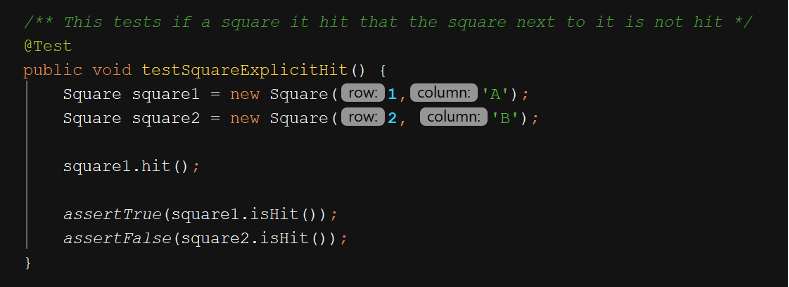 /** This tests if a square it hit that the square next to it is not hit */
@Test
public void testSquareExplicitHit() {
Square square1 = new Square( row: 1, column: 'A');
Square square2 = new Square( row: 2, column: 'B');
square1.hit();
assertTrue(square1.isHit());
assertFalse(square2.isHit());
}